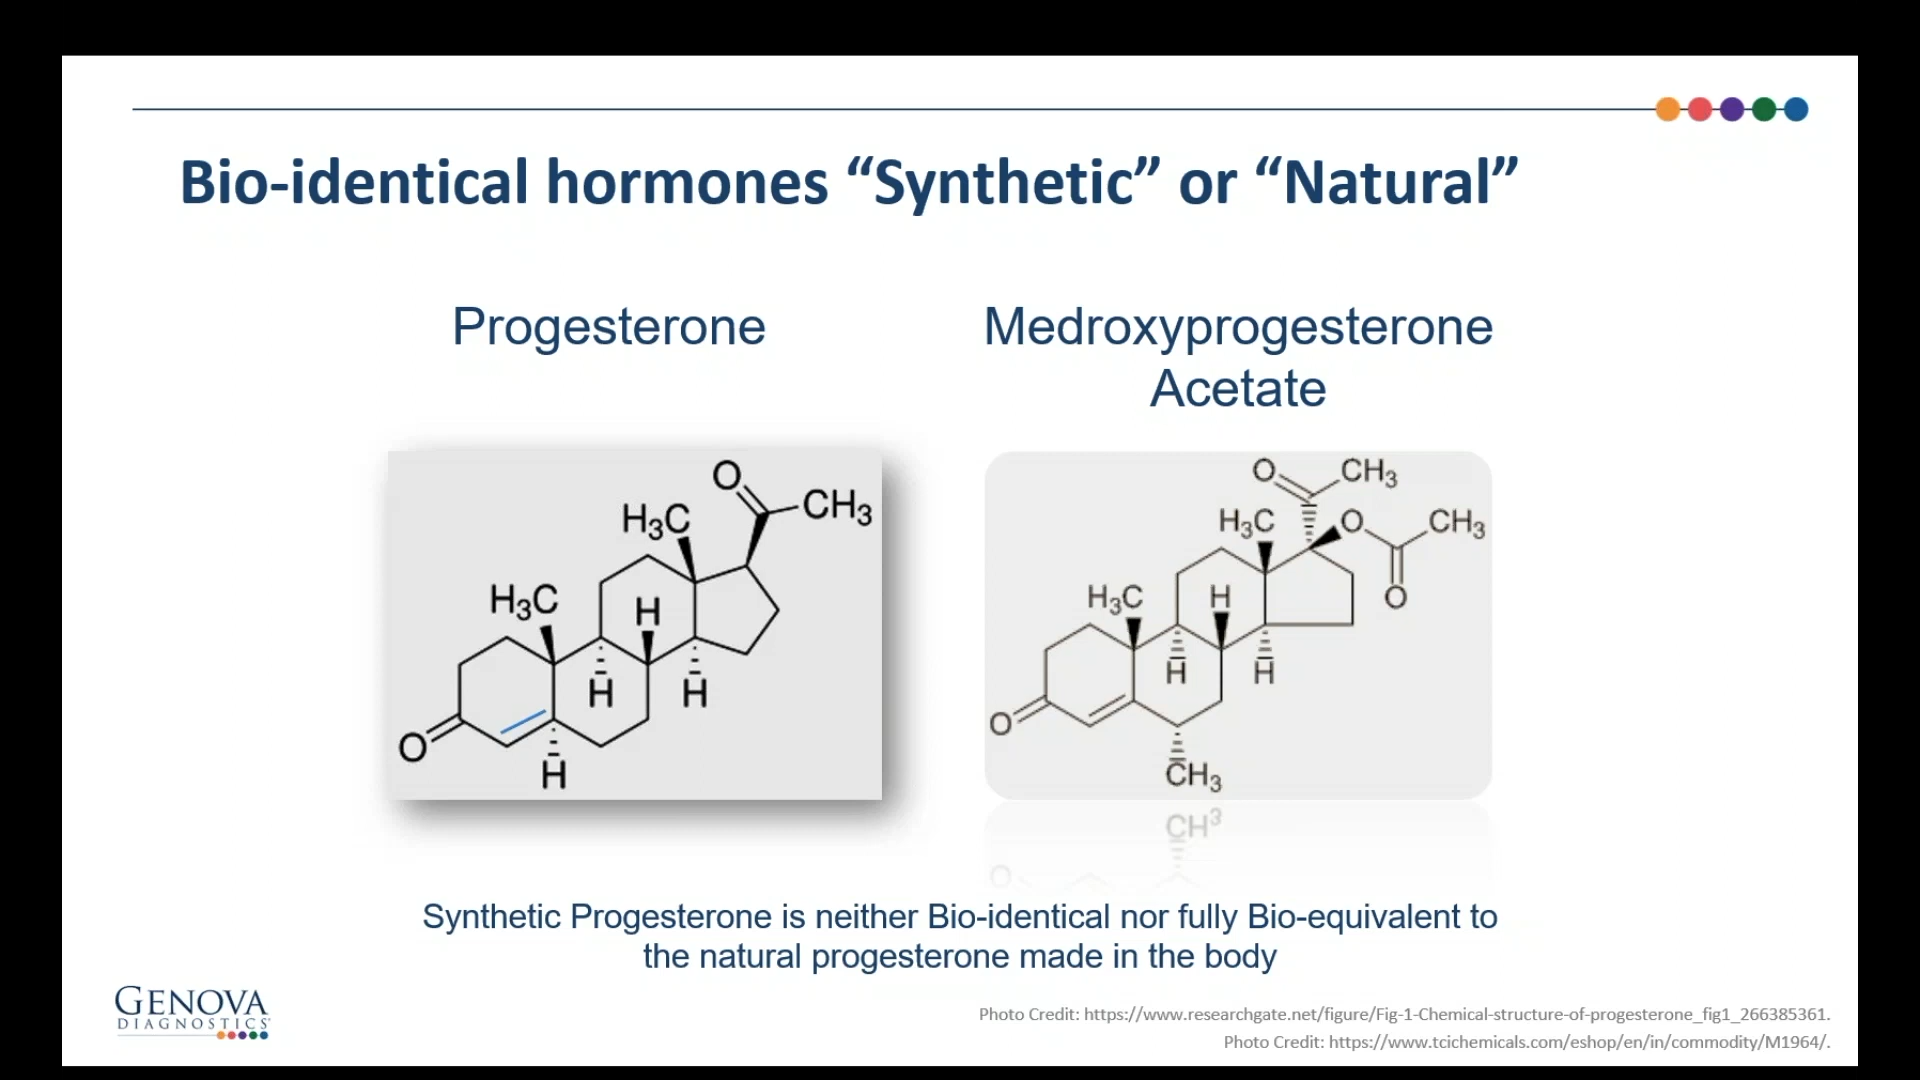 Bio-identical hormones “Synthetic” or “Natural”
Progesterone
Medroxyprogesterone
Acetate
O
CH3
H3C
H3C
H
H
H
O
H
O
CH3
H3C
O
CH3
H3C
H
O
H
H
O
CH3
Synthetic Progesterone is neither Bio-identical nor fully Bio-equivalent to
the natural progesterone made in the body
GENOVA
DIAGNOSTICS
Photo Credit: https://www.researchgate.net/figure/Fig-1-Chemical-structure-of-progesterone_fig1_266385361.
Photo Credit: https://www.tcichemicals.com/eshop/en/in/commodity/M1964/.